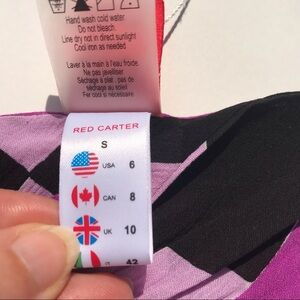 Hand wash cold water
Do not bleach.
Line dry not in direct sunlight
Cool iron as needed
Laver à la main à l'eau froide.
Ne pas javelliser
Séchage à plat, pas de
séchage au soleil.
Fer cool si nécessaire.
RED CARTER
S
USA 6
CAN 8
UK 10
IT 42